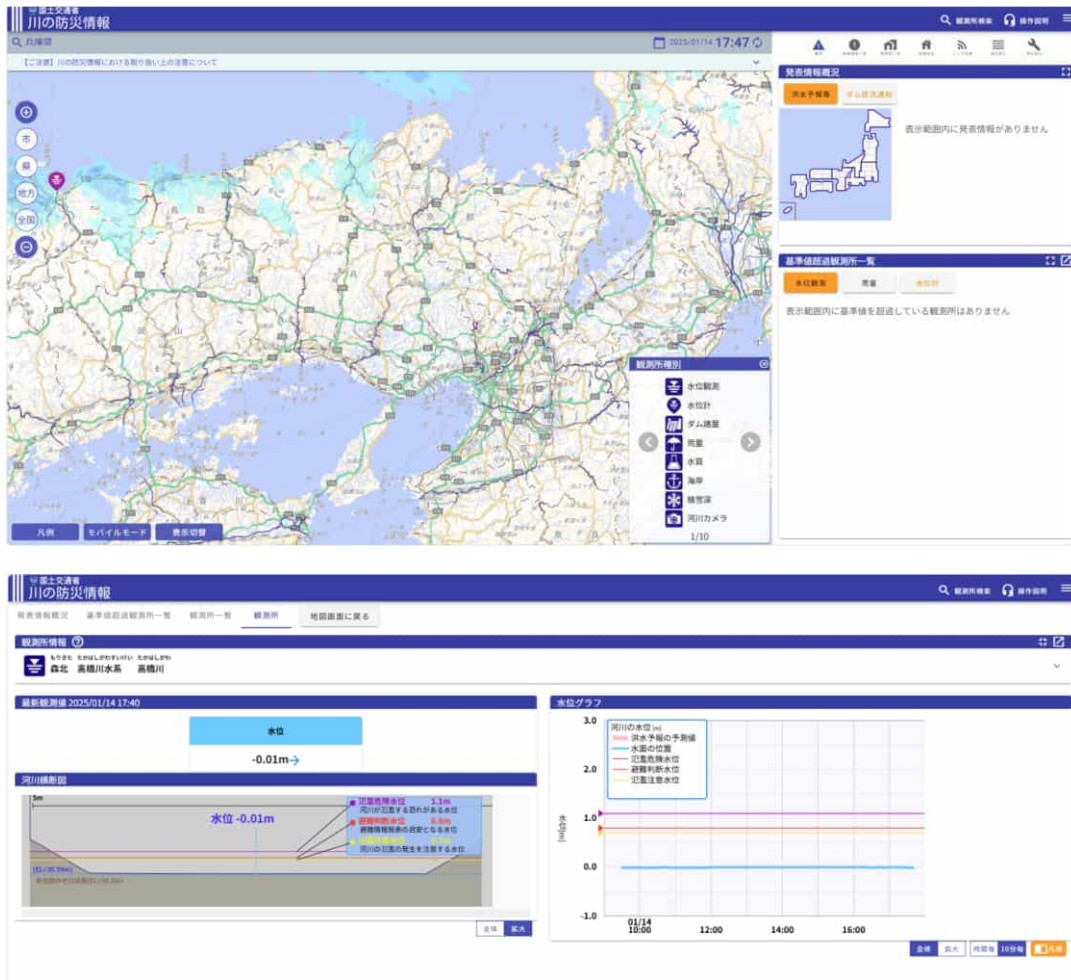 国土交通省
川の防災情報
観測所検索
操作説明
兵庫県
2025/01/14 17:47
【ご注意】川の防災情報における取り扱い上の注意について
市
県
地方
全国
凡例
モバイルモード
表示切替
観測所種別
水位観測
水位計
ダム諸量
雨量
水質
海岸
積雪深
河川カメラ
1/10
発表情報概況
洪水予報等
ダム放流通知
表示範囲内に発表情報がありません
基準値超過観測所一覧
水位観測
雨量
水位計
表示範囲内に基準値を超過している観測所はありません
国土交通省
川の防災情報
観測所検索
操作説明
発表情報概況
基準値超過観測所一覧
観測所一覧
観測所
地図画面に戻る
観測所情報
もりきた たかはしがわすいけい たかはしがわ
森北 高橋川水系 高橋川
最新観測値 2025/01/14 17:40
水位
-0.01m→
河川横断図
5m
水位 -0.01m
氾濫危険水位 1.1m
河川が氾濫する恐れがある水位
避難判断水位 0.8m
避難情報発表の目安となる水位
河川の氾濫の発生を注意する水位
全体
拡大
水位グラフ
河川の水位[m]
洪水予報の予測値
水面の位置
氾濫危険水位
避難判断水位
氾濫注意水位
3.0
2.0
1.0
0.0
-1.0
水位[m]
01/14
10:00
12:00
14:00
16:00
全体
拡大
時間毎
10分毎
凡例